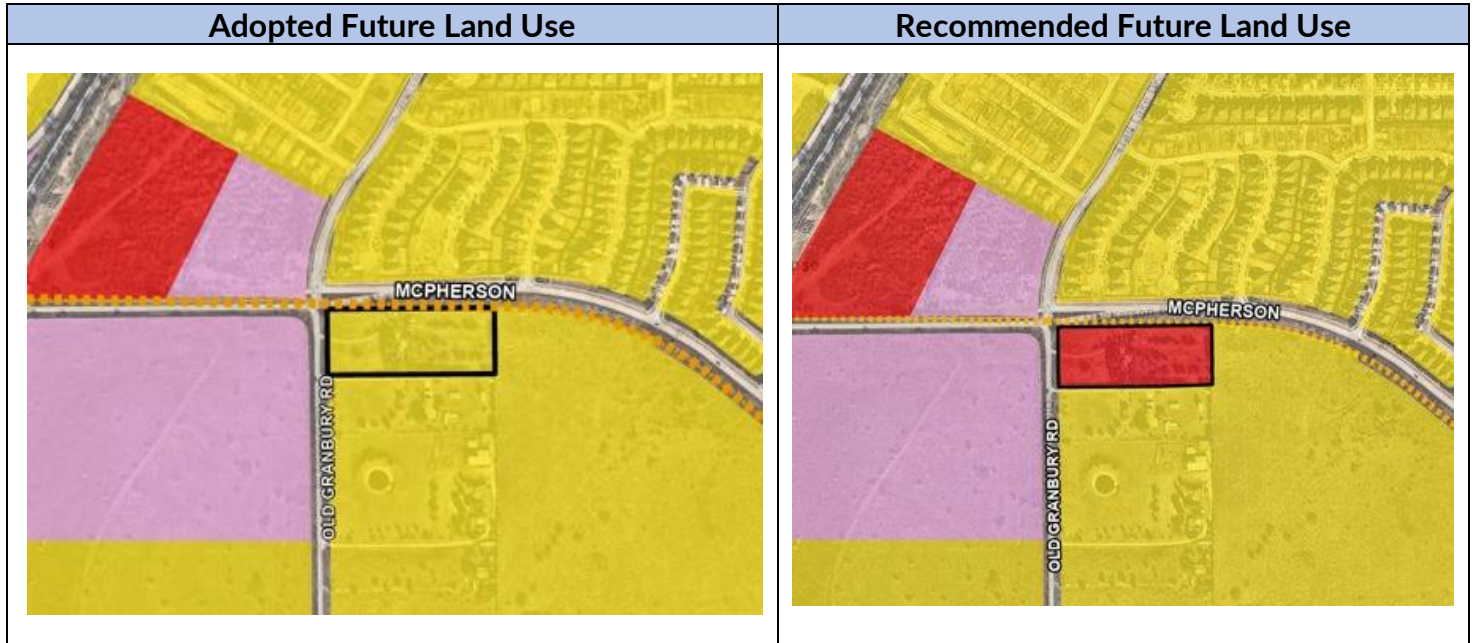 Adopted Future Land Use
Recommended Future Land Use
MCPHERSON
OLD GRANBURY RD
MCPHERSON
OLD GRANBURY RD